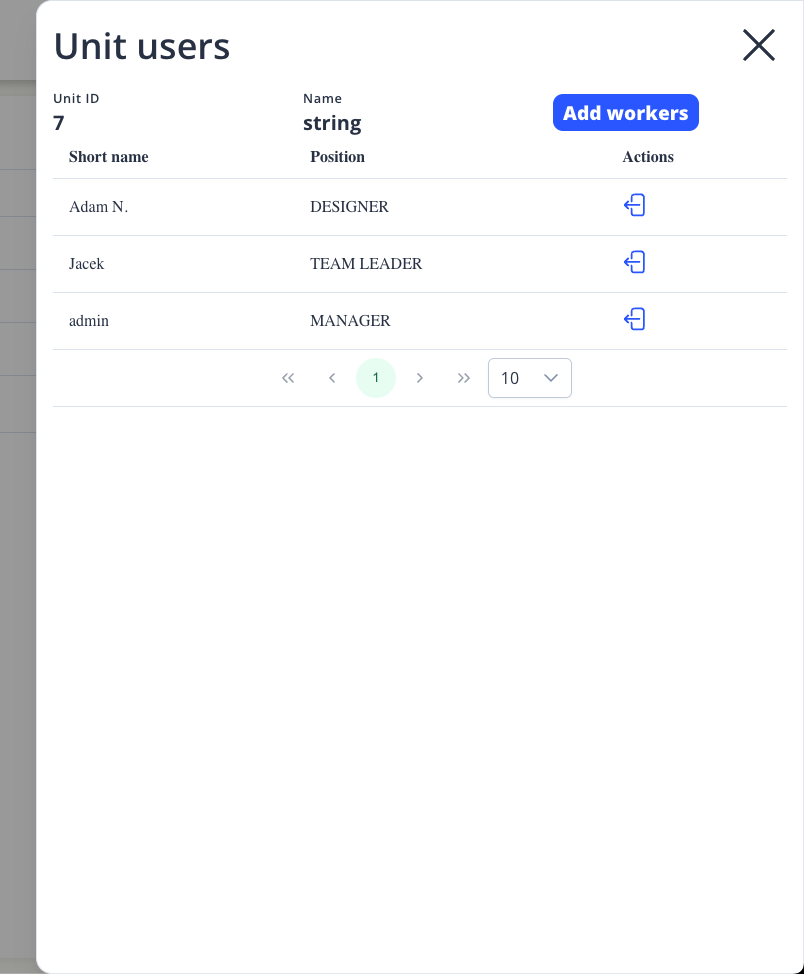 Unit users
Unit ID Name
7 string Add workers
Short name Position Actions
Adam N. DESIGNER
Jacek TEAM LEADER
admin MANAGER
1 10